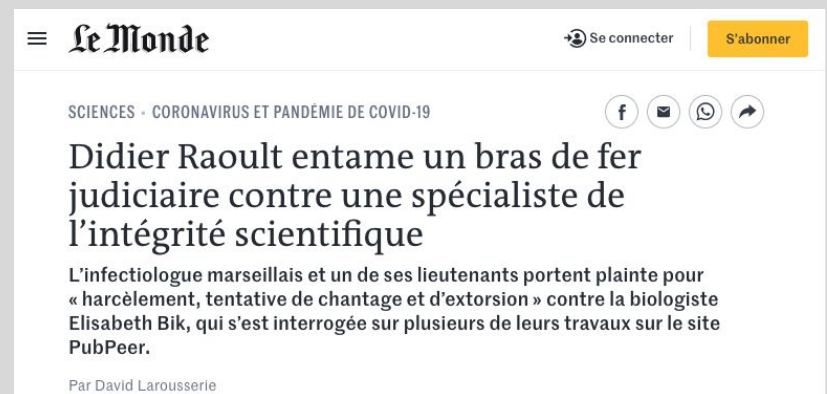 Le Monde
Se connecter
S'abonner
SCIENCES • CORONAVIRUS ET PANDÉMIE DE COVID-19
Didier Raoult entame un bras de fer
judiciaire contre une spécialiste de
l'intégrité scientifique
L'infectiologue marseillais et un de ses lieutenants portent plainte pour
« harcèlement, tentative de chantage et d'extorsion » contre la biologiste
Elisabeth Bik, qui s'est interrogée sur plusieurs de leurs travaux sur le site
PubPeer.
Par David Larousserie